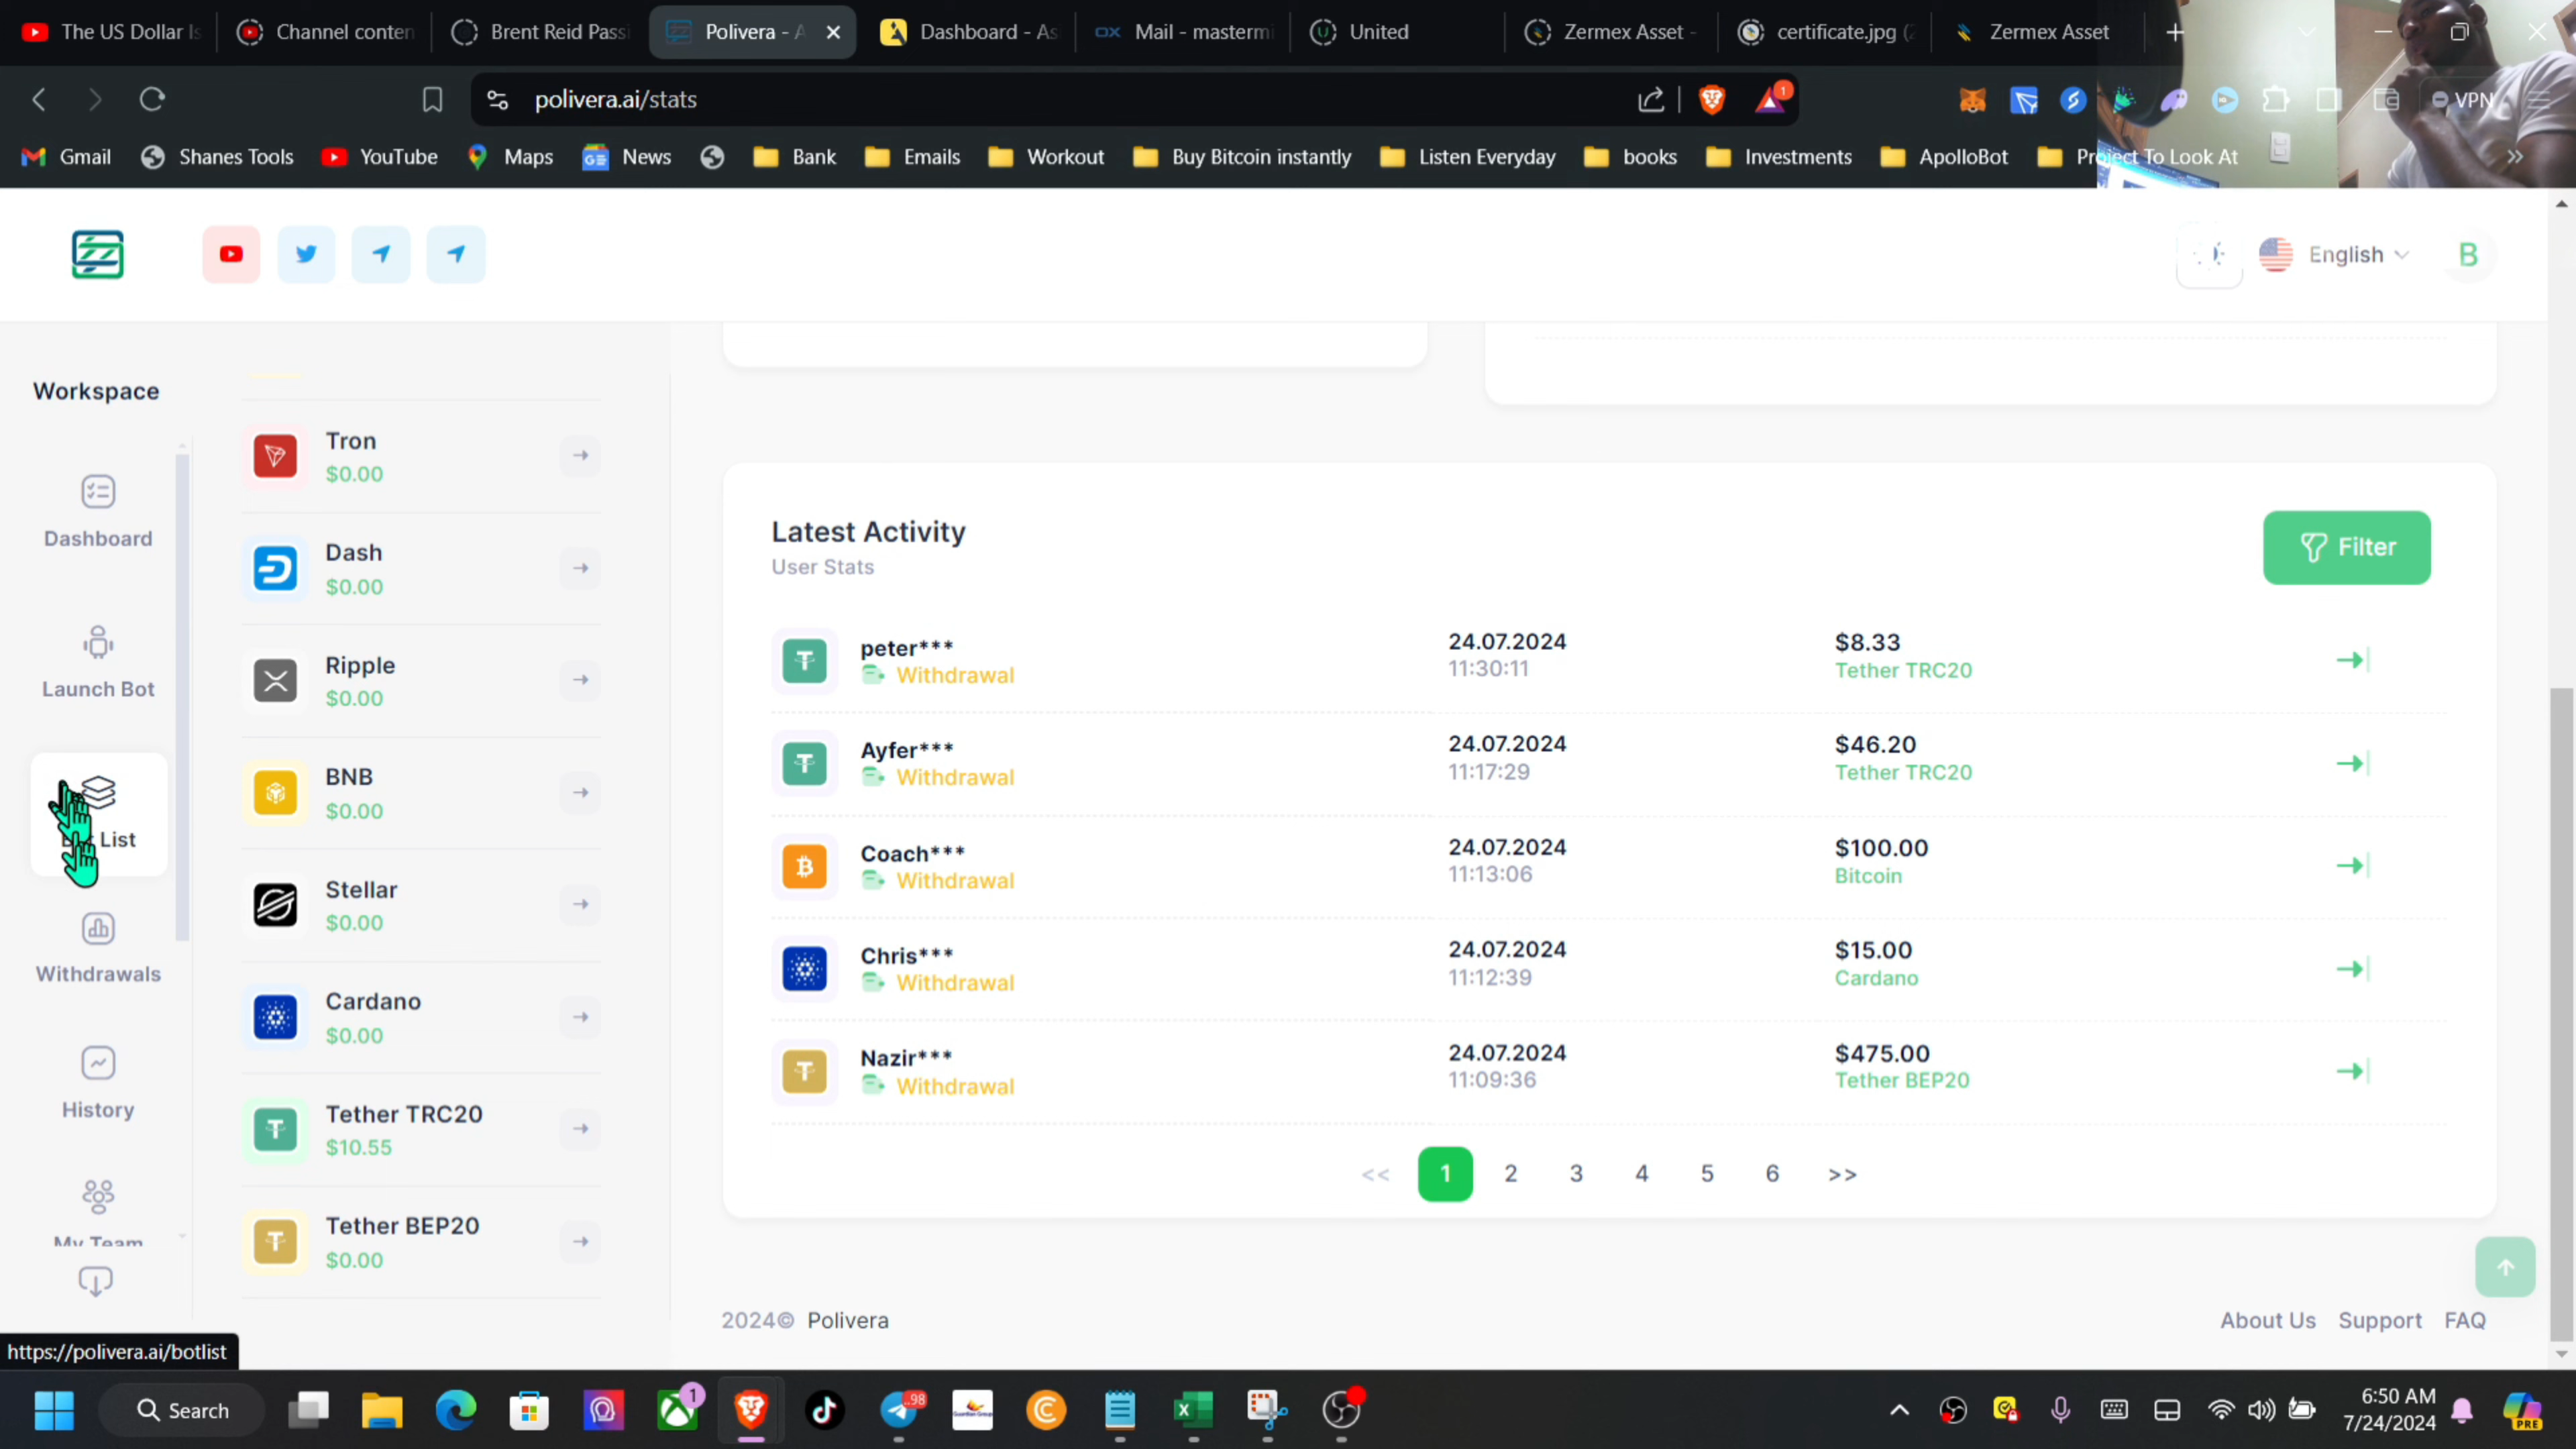 The US Dollar Is
Channel conten
Brent Reid Passi
Polivera - A
Dashboard - As
Mail - mastermi
United
Zermex Asset -
certificate.jpg (
Zermex Asset
polivera.ai/stats
1
VPN
Gmail
Shanes Tools
YouTube
Maps
News
Bank
Emails
Workout
Buy Bitcoin instantly
Listen Everyday
books
Investments
ApolloBot
Project To Look At
English
B
Workspace
Dashboard
Launch Bot
List
Withdrawals
History
My Team
Tron
$0.00
Dash
$0.00
Ripple
$0.00
BNB
$0.00
Stellar
$0.00
Cardano
$0.00
Tether TRC20
$10.55
Tether BEP20
$0.00
Latest Activity
User Stats
Filter
peter***
Withdrawal
24.07.2024
11:30:11
$8.33
Tether TRC20
Ayfer***
Withdrawal
24.07.2024
11:17:29
$46.20
Tether TRC20
Coach***
Withdrawal
24.07.2024
11:13:06
$100.00
Bitcoin
Chris***
Withdrawal
24.07.2024
11:12:39
$15.00
Cardano
Nazir***
Withdrawal
24.07.2024
11:09:36
$475.00
Tether BEP20
<< 1 2 3 4 5 6 >>
2024© Polivera
About Us Support FAQ
https://polivera.ai/botlist
Search
1
98
6:50 AM
7/24/2024
PRE